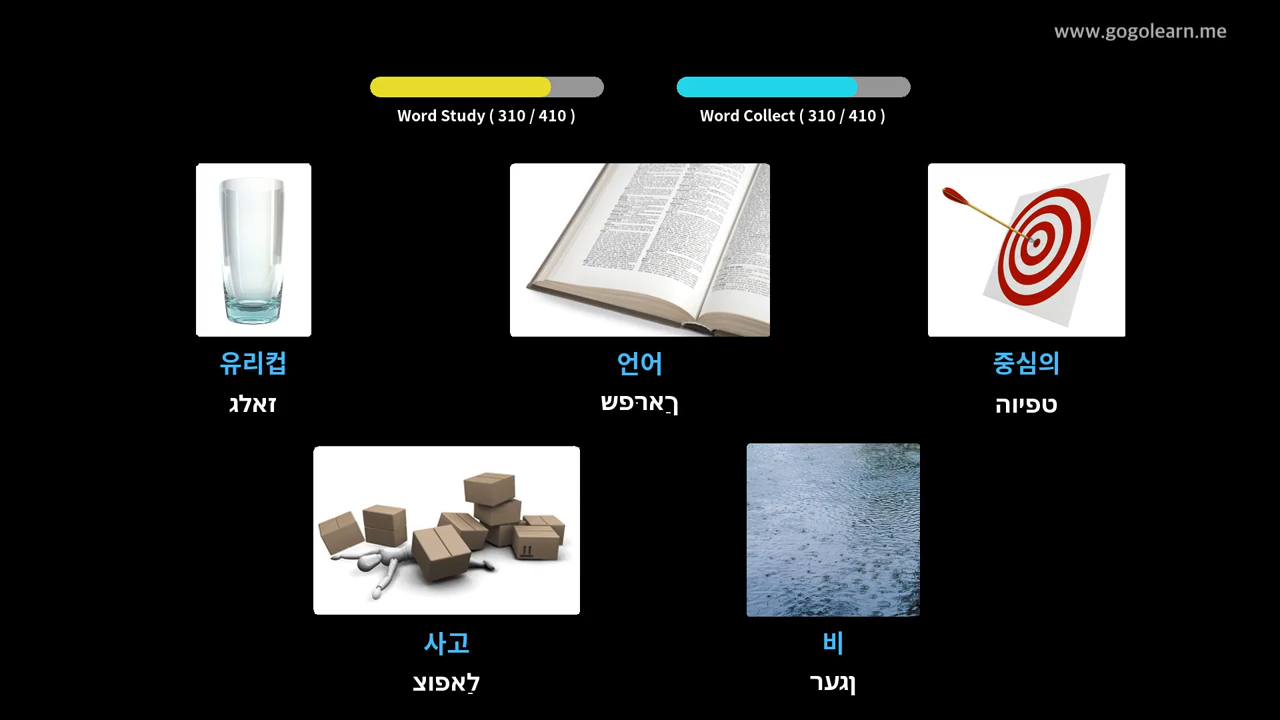 www.gogolearn.me
Word Study ( 310 / 410 )
Word Collect ( 310 / 410 )
유리컵
זאלג
언어
ךַארּפש
중심의
טפיוה
사고
לַאפוצ
비
ןגער